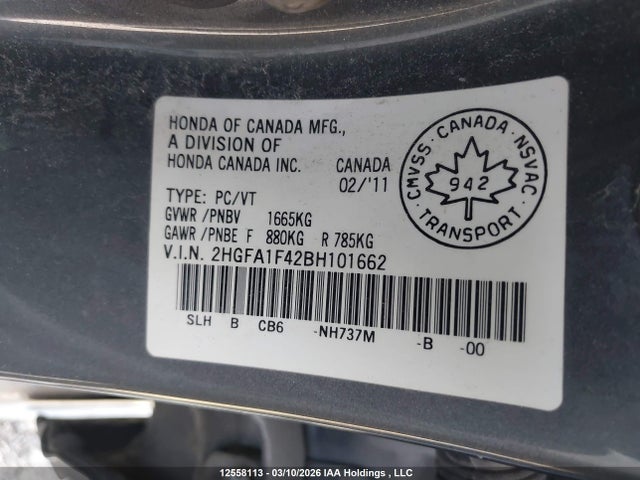 HONDA OF CANADA MFG.,
A DIVISION OF
HONDA CANADA INC. CANADA
02/'11
TYPE: PC/VT
GVWR /PNBV 1665KG
GAWR /PNBE F 880KG R 785KG
V.I.N. 2HGFA1F42BH101662
SLH B CB6 -NH737M -B -00
CMVSS · CANADA · NSVAC
942
TRANSPORT
12558113 - 03/10/2026 IAA Holdings , LLC